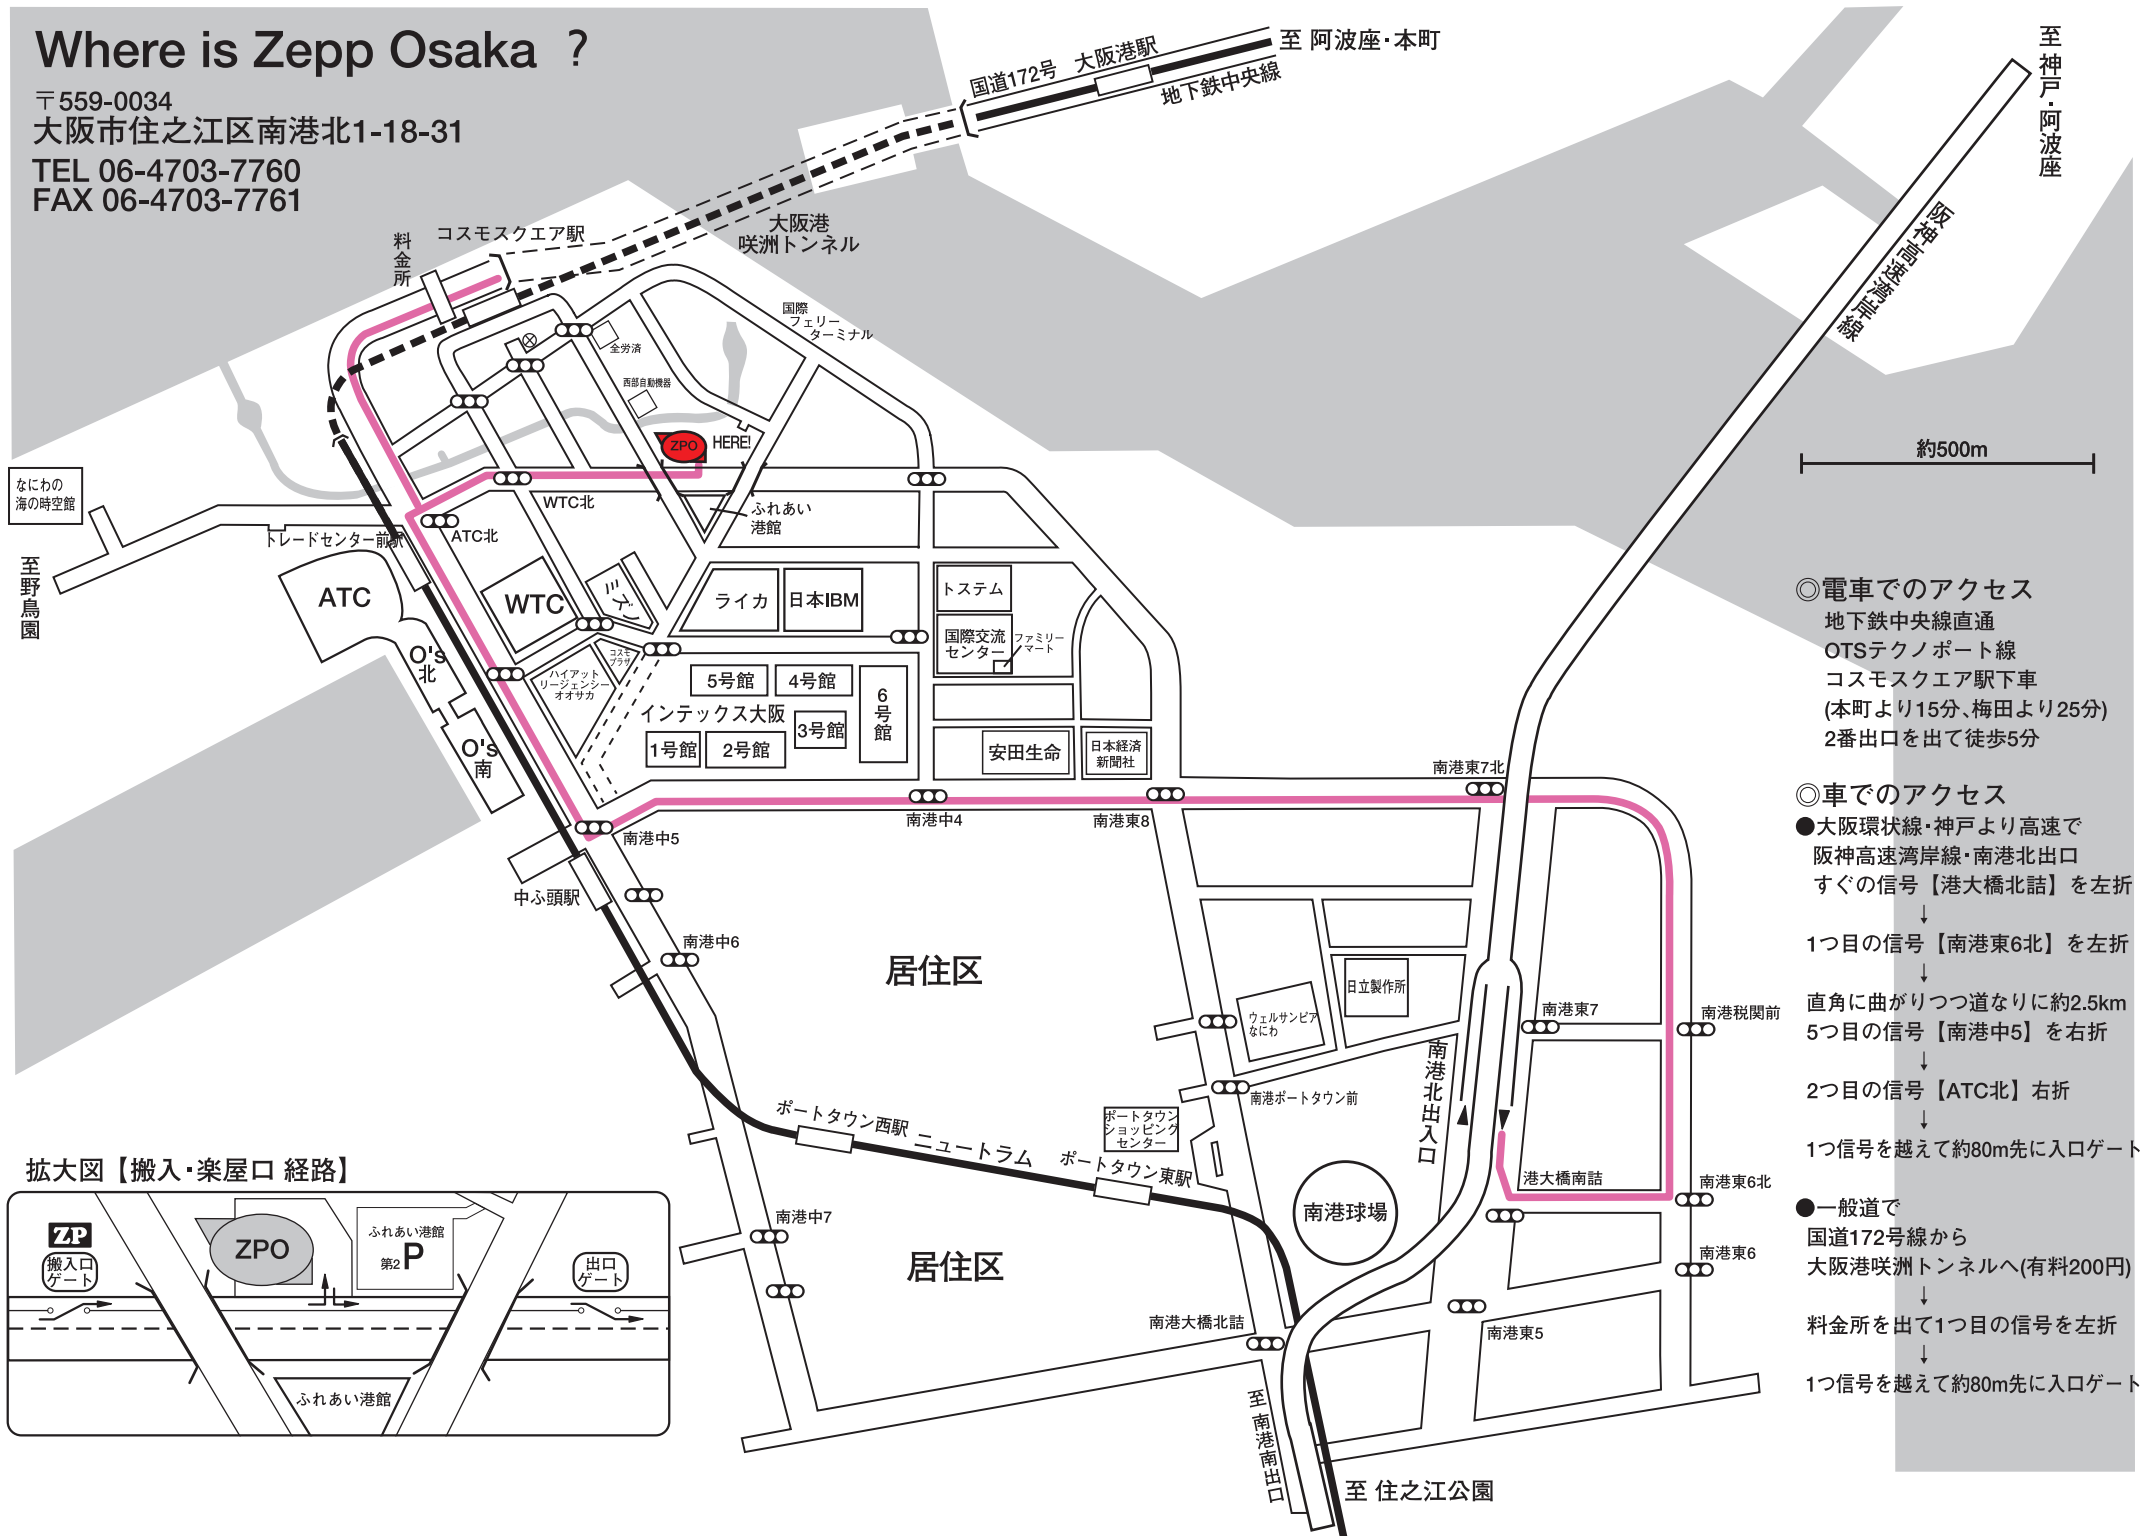 Where is Zepp Osaka ?
〒559-0034
大阪市住之江区南港北1-18-31
TEL 06-4703-7760
FAX 06-4703-7761
国道172号 大阪港駅
至 阿波座・本町
地下鉄中央線
至 神戸・阿波座
阪神高速湾岸線
大阪港
咲洲トンネル
料金所
コスモスクエア駅
国際
フェリー
ターミナル
全労済
西部自動機器
ZPO
HERE!
約500m
なにわの
海の時空館
至野鳥園
トレードセンター前駅
ATC北
WTC北
ふれあい
港館
ATC
WTC
ミズノ
ライカ
日本IBM
トステム
国際交流
センター
ファミリー
マート
O's
北
O's
南
コスモ
プラザ
ハイアット
リージェンシー
オオサカ
5号館
4号館
6号館
インテックス大阪
3号館
1号館
2号館
安田生命
日本経済
新聞社
南港東7北
南港中5
南港中4
南港東8
中ふ頭駅
南港中6
居住区
日立製作所
ウェルサンピア
なにわ
南港東7
南港税関前
南港北出入口
南港ポートタウン前
ポートタウン
ショッピング
センター
ポートタウン西駅
ニュートラム
ポートタウン東駅
港大橋南詰
南港東6北
南港球場
南港中7
居住区
南港東6
南港大橋北詰
南港東5
至 南港南出口
至 住之江公園
◎電車でのアクセス
地下鉄中央線直通
OTSテクノポート線
コスモスクエア駅下車
(本町より15分、梅田より25分)
2番出口を出て徒歩5分
◎車でのアクセス
●大阪環状線・神戸より高速で
阪神高速湾岸線・南港北出口
すぐの信号【港大橋北詰】を左折
↓
1つ目の信号【南港東6北】を左折
↓
直角に曲がりつつ道なりに約2.5km
5つ目の信号【南港中5】を右折
↓
2つ目の信号【ATC北】右折
↓
1つ信号を越えて約80m先に入口ゲート
●一般道で
国道172号線から
大阪港咲洲トンネルへ(有料200円)
↓
料金所を出て1つ目の信号を左折
↓
1つ信号を越えて約80m先に入口ゲート
拡大図【搬入・楽屋口 経路】
ZP
搬入口
ゲート
ZPO
ふれあい港館
第2 P
出口
ゲート
ふれあい港館